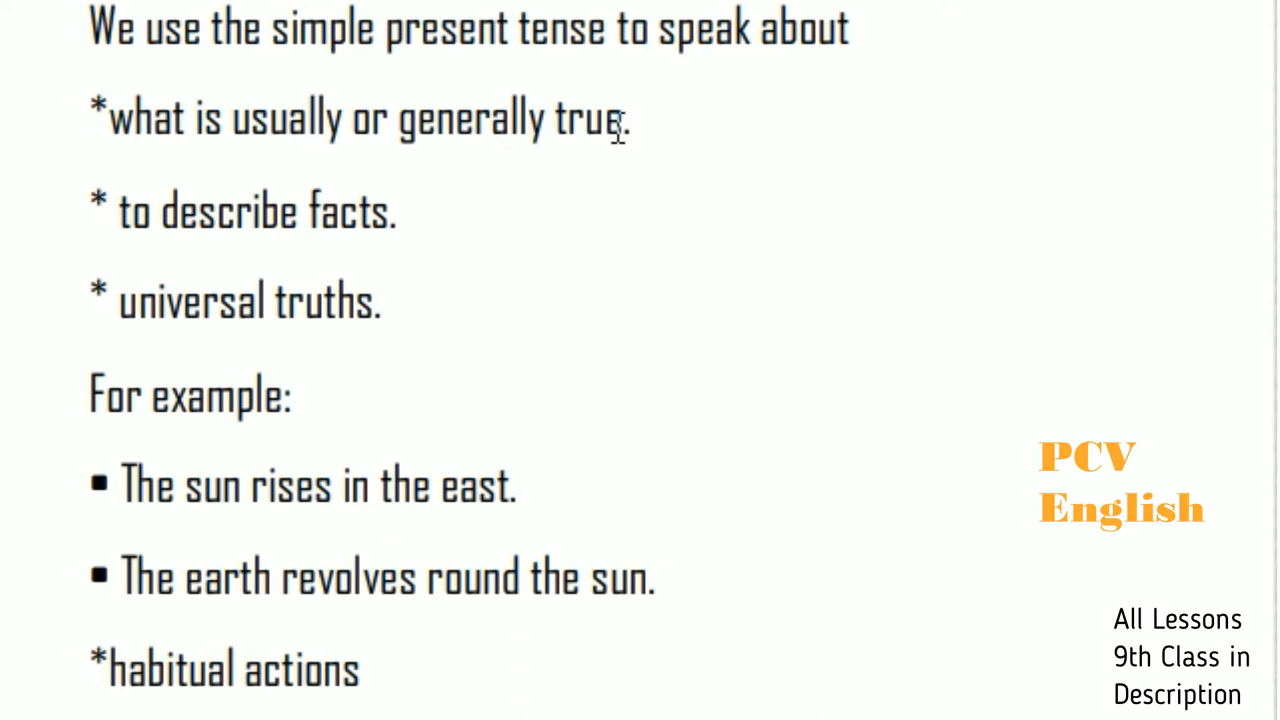 We use the simple present tense to speak about
*what is usually or generally true.
* to describe facts.
* universal truths.
For example:
▪ The sun rises in the east.
▪ The earth revolves round the sun.
*habitual actions
PCV
English
All Lessons
9th Class in
Description